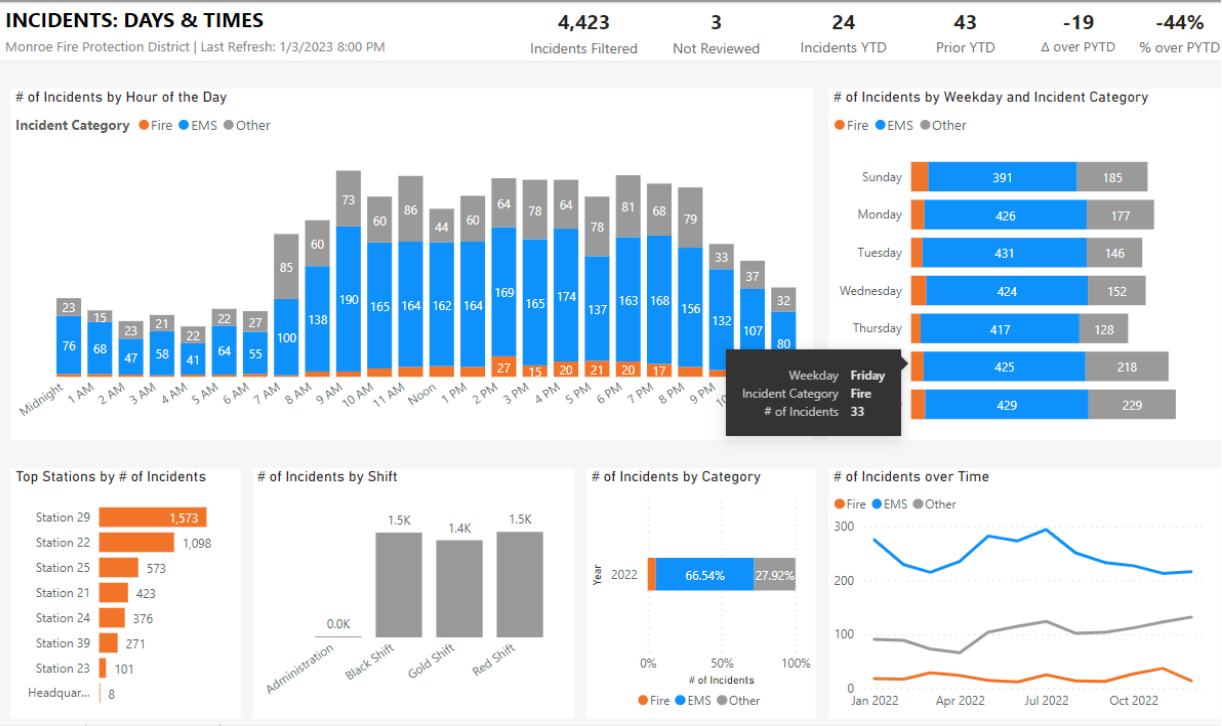 INCIDENTS: DAYS & TIMES
Monroe Fire Protection District | Last Refresh: 1/3/2023 8:00 PM
4,423
Incidents Filtered
3
Not Reviewed
24
Incidents YTD
43
Prior YTD
-19
Δ over PYTD
-44%
% over PYTD
# of Incidents by Hour of the Day
Incident Category Fire EMS Other
23 15 23 21 22 22 27 85 60 73 60 86 44 60 64 78 64 78 81 68 79 33 37 32
76 68 47 58 41 64 55 100 138 190 165 164 162 164 169 165 174 137 163 168 156 132 107 80
27 15 20 21 20 17
Midnight 1 AM 2 AM 3 AM 4 AM 5 AM 6 AM 7 AM 8 AM 9 AM 10 AM 11 AM Noon 1 PM 2 PM 3 PM 4 PM 5 PM 6 PM 7 PM 8 PM 9 PM
# of Incidents by Weekday and Incident Category
Fire EMS Other
Sunday 391 185
Monday 426 177
Tuesday 431 146
Wednesday 424 152
Thursday 417 128
425 218
429 229
Weekday Friday
Incident Category Fire
# of Incidents 33
Top Stations by # of Incidents
Station 29 1,573
Station 22 1,098
Station 25 573
Station 21 423
Station 24 376
Station 39 271
Station 23 101
Headquar... 8
# of Incidents by Shift
0.0K 1.5K 1.4K 1.5K
Administration Black Shift Gold Shift Red Shift
# of Incidents by Category
Year
2022 66.54% 27.92%
0% 50% 100%
# of Incidents
Fire EMS Other
# of Incidents over Time
Fire EMS Other
300
200
100
0
Jan 2022 Apr 2022 Jul 2022 Oct 2022